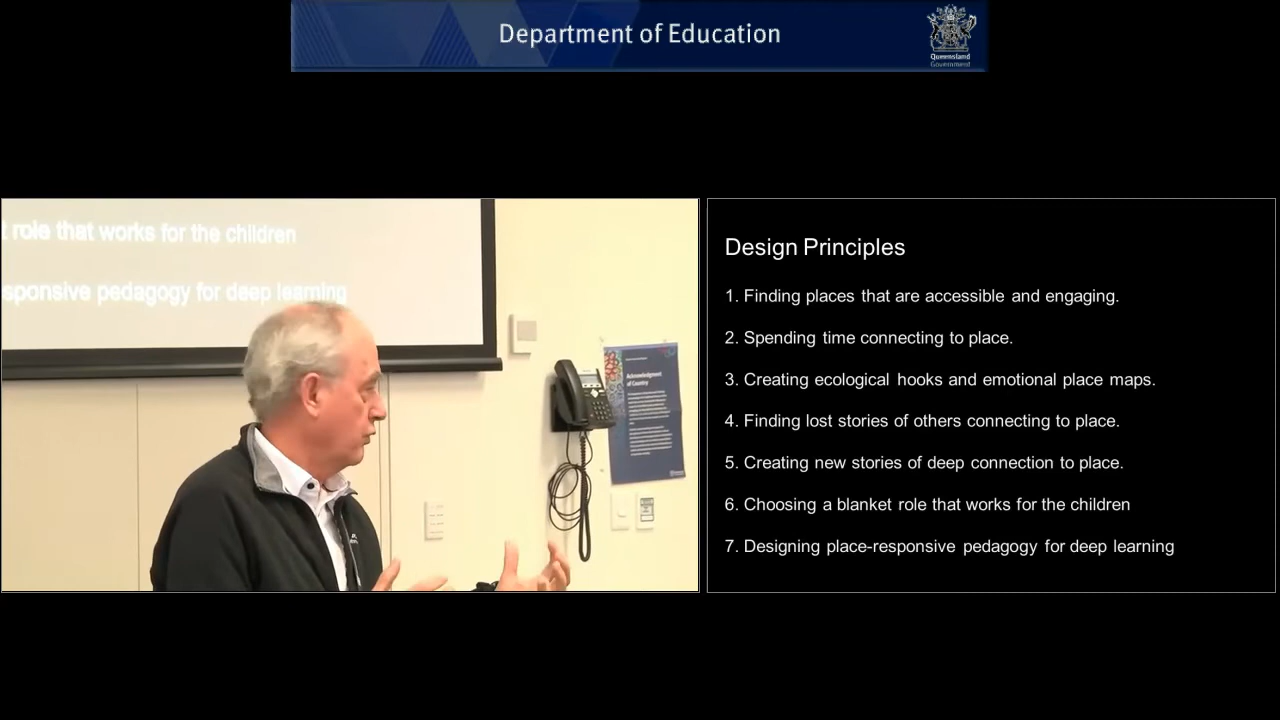 Department of Education
Queensland
Government
t role that works for the children
sponsive pedagogy for deep learning
Acknowledgment
of Country
Design Principles
1. Finding places that are accessible and engaging.
2. Spending time connecting to place.
3. Creating ecological hooks and emotional place maps.
4. Finding lost stories of others connecting to place.
5. Creating new stories of deep connection to place.
6. Choosing a blanket role that works for the children
7. Designing place-responsive pedagogy for deep learning